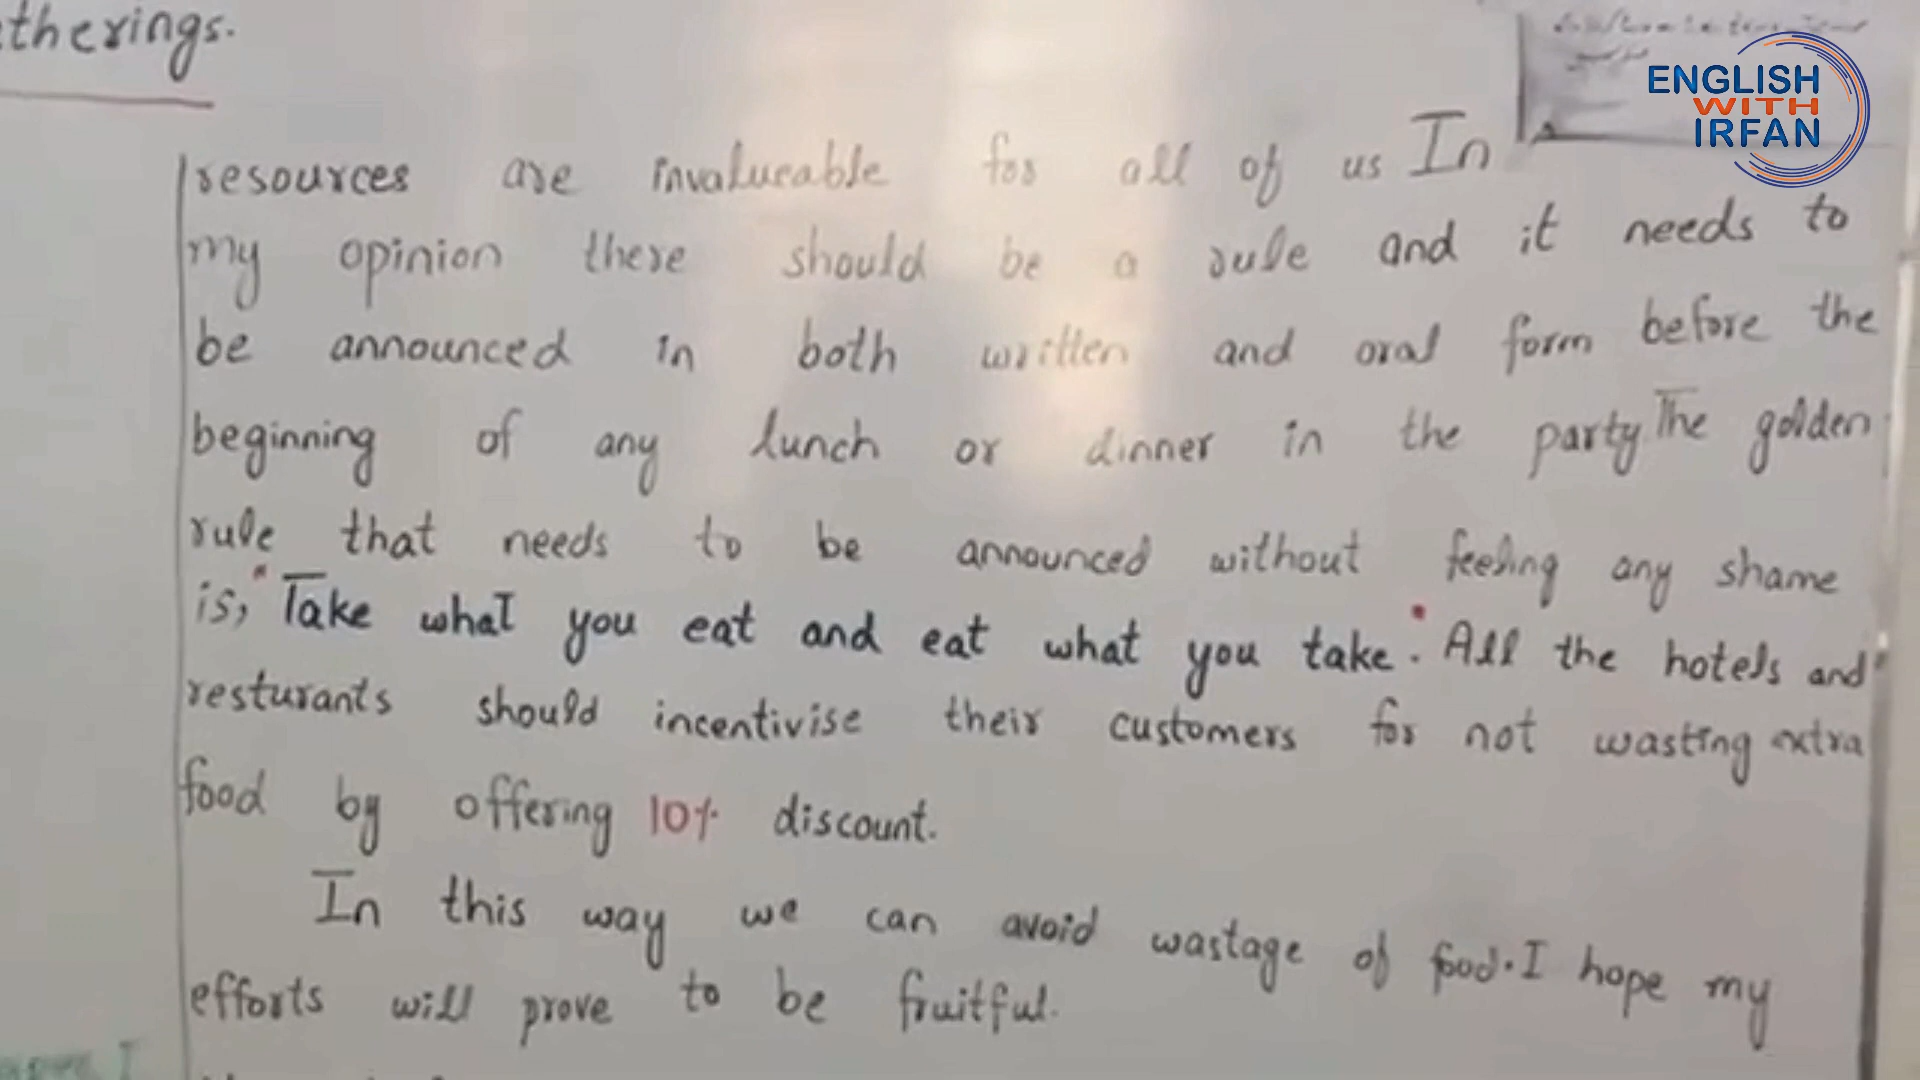 therings.
ENGLISH
WITH
IRFAN
resources are invalueable for all of us In
my opinion there should be a rule and it needs to
be announced in both written and oral form before the
beginning of any lunch or dinner in the party. The golden
rule that needs to be announced without feeling any shame
is, "Take what you eat and eat what you take". All the hotels and
resturants should incentivise their customers for not wasting extra
food by offering 10% discount.
In this way we can avoid wastage of food. I hope my
efforts will prove to be fruitful.